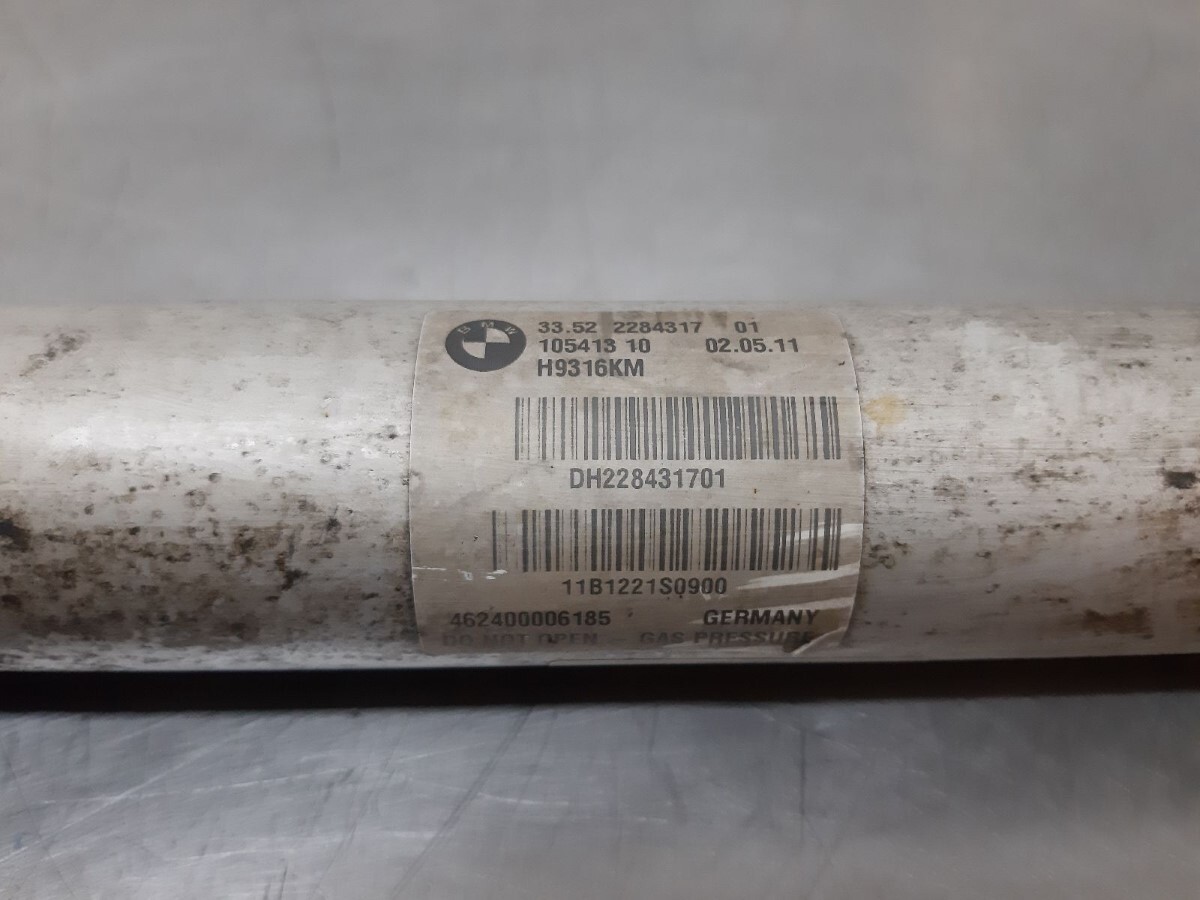 BMW
33.52 2284317 01
105413 10 02.05.11
H9316KM
DH228431701
11B1221S0900
462400006185 GERMANY
DO NOT OPEN GAS PRESSURE